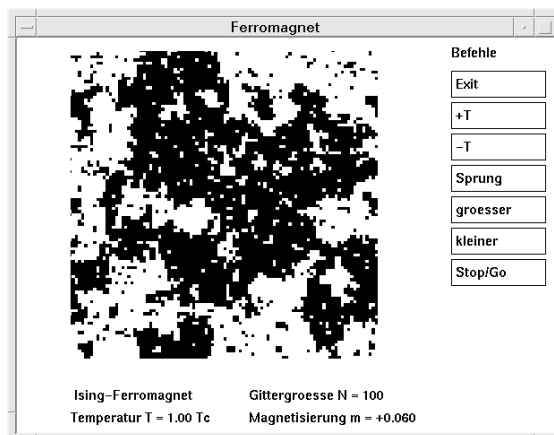 Ferromagnet
Befehle
Exit
+T
−T
Sprung
groesser
kleiner
Stop/Go
Ising−Ferromagnet Gittergroesse N = 100
Temperatur T = 1.00 Tc Magnetisierung m = +0.060